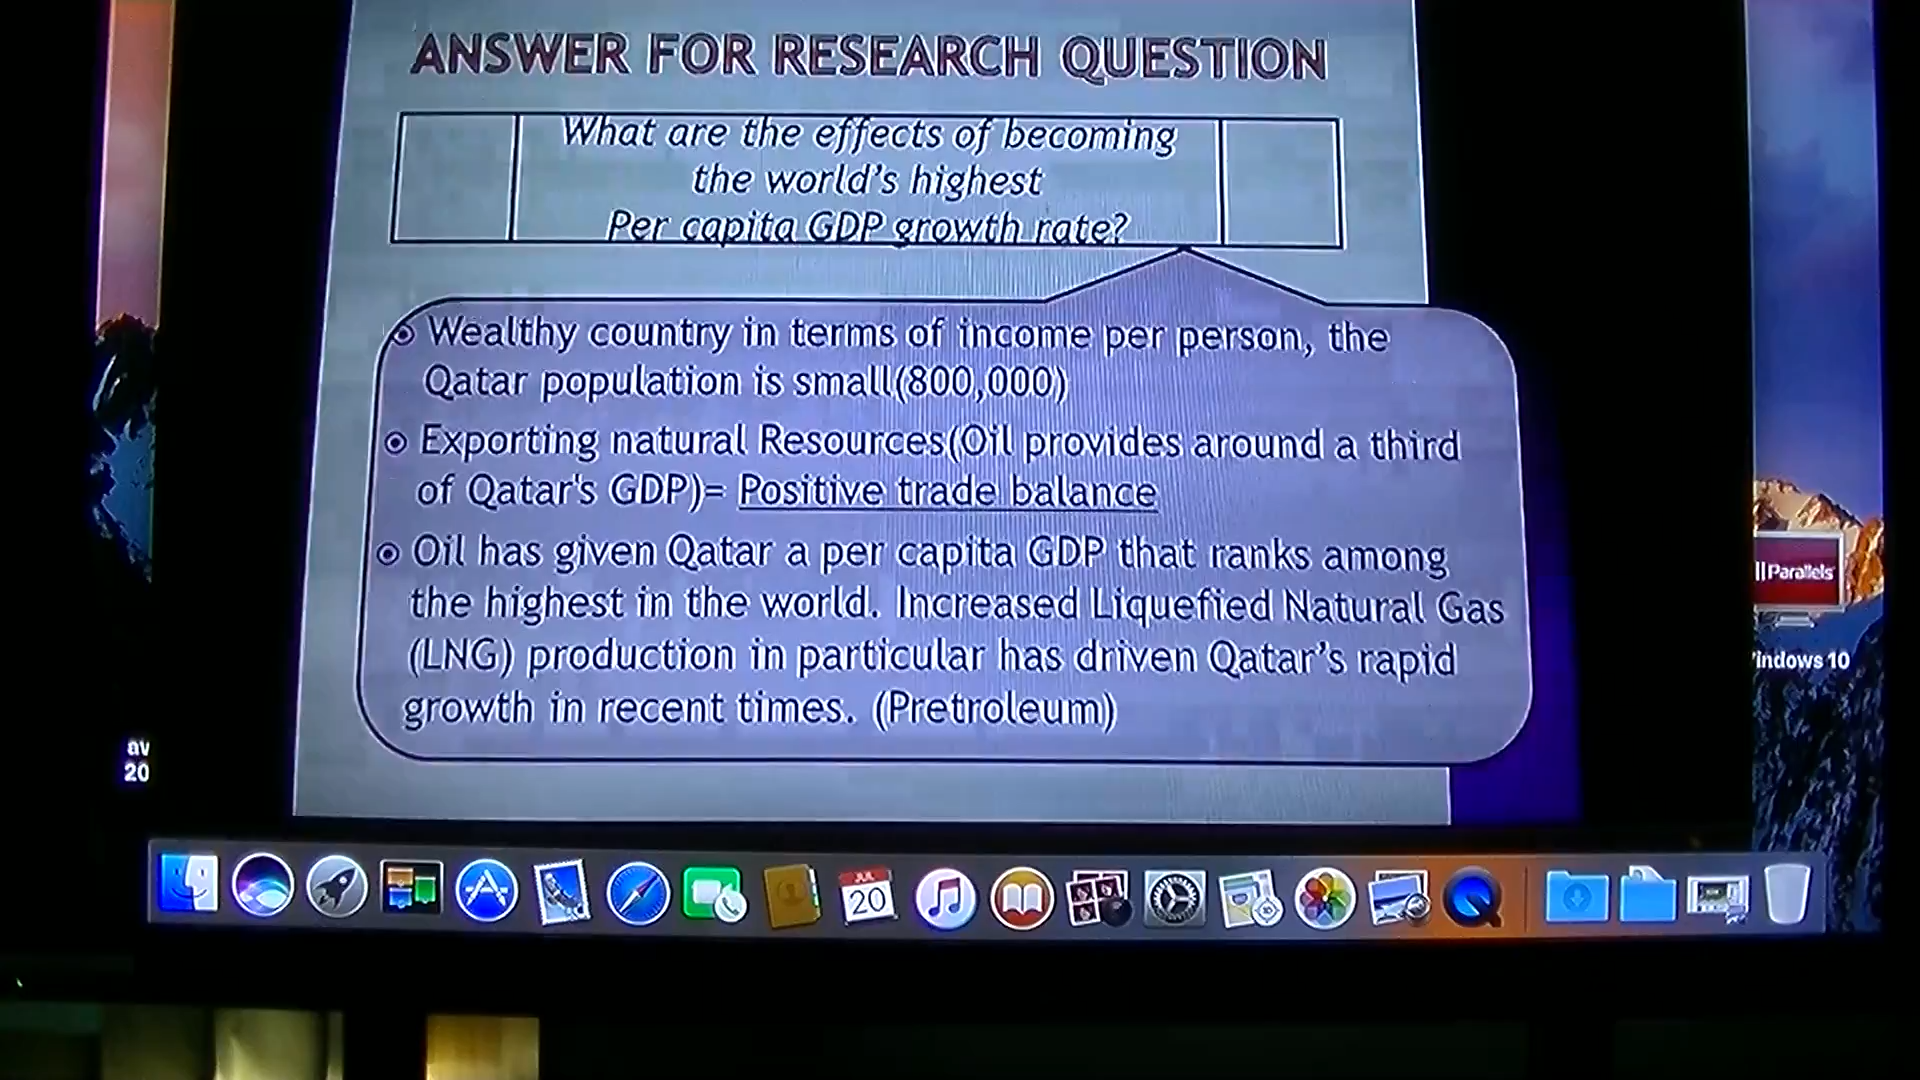 ANSWER FOR RESEARCH QUESTION
What are the effects of becoming
the world's highest
Per capita GDP growth rate?
Wealthy country in terms of income per person, the
Qatar population is small(800,000)
Exporting natural Resources(Oil provides around a third
of Qatar's GDP)= Positive trade balance
Oil has given Qatar a per capita GDP that ranks among
the highest in the world. Increased Liquefied Natural Gas
(LNG) production in particular has driven Qatar's rapid
growth in recent times. (Pretroleum)
Parallels
indows 10
av
20
JUL
20